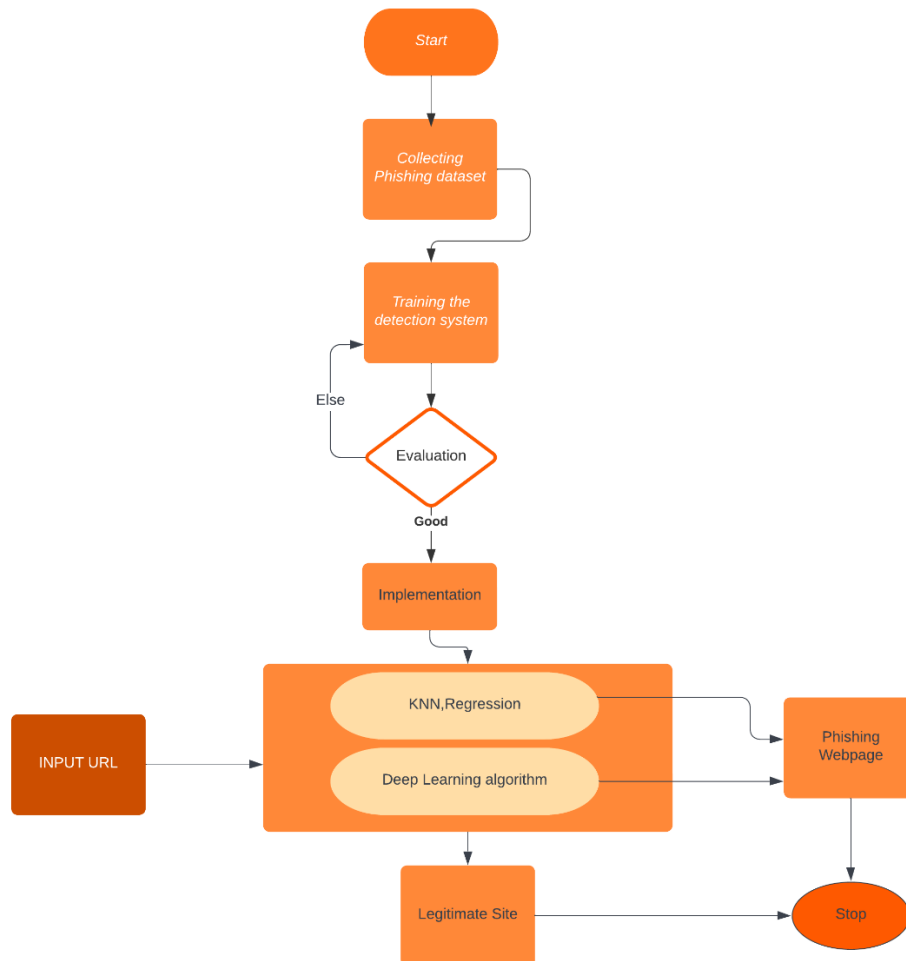 Start
Collecting
Phishing dataset
Training the
detection system
Else
Evaluation
Good
Implementation
KNN,Regression
INPUT URL
Deep Learning algorithm
Phishing
Webpage
Legitimate Site
Stop